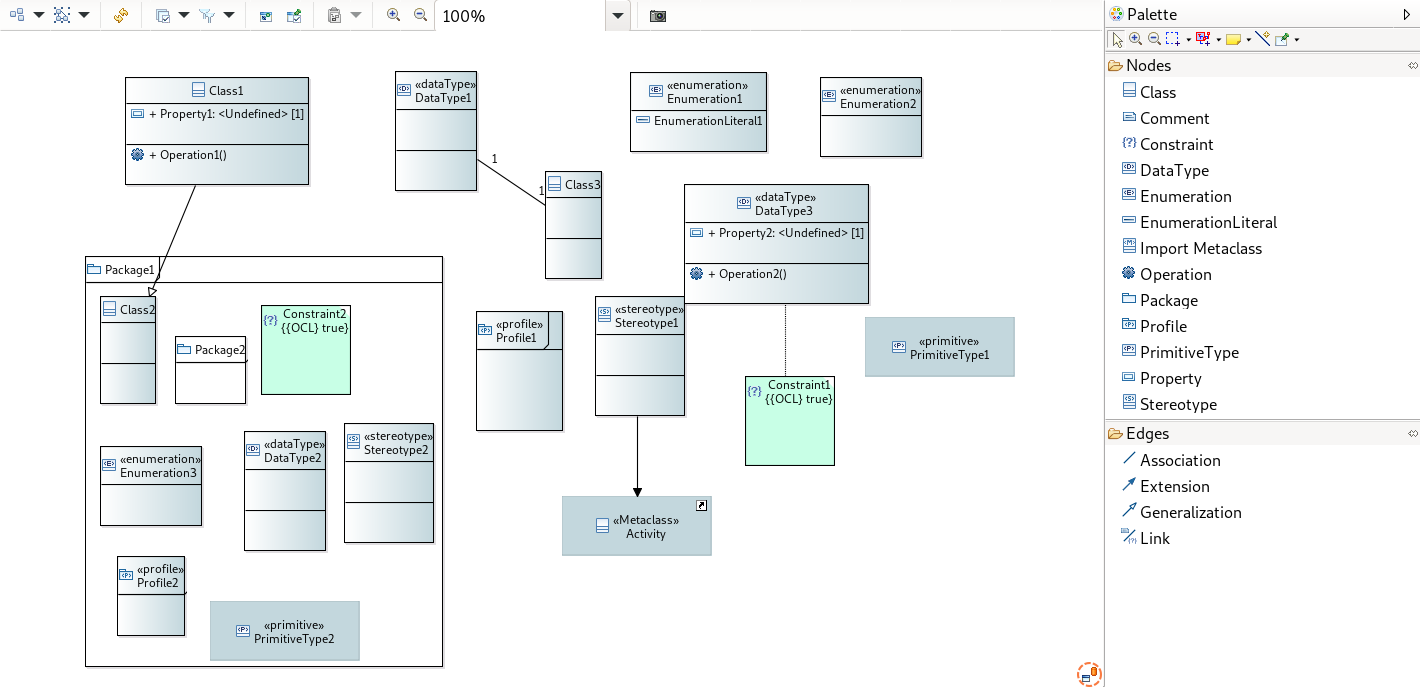 100%
Class1
+ Property1: <Undefined> [1]
+ Operation1()
«dataType»
DataType1
«enumeration»
Enumeration1
EnumerationLiteral1
«enumeration»
Enumeration2
1
1
Class3
«dataType»
DataType3
+ Property2: <Undefined> [1]
+ Operation2()
Package1
Class2
Package2
Constraint2
{{OCL} true}
«enumeration»
Enumeration3
«dataType»
DataType2
«stereotype»
Stereotype2
«profile»
Profile2
«primitive»
PrimitiveType2
«profile»
Profile1
«stereotype»
Stereotype1
«primitive»
PrimitiveType1
Constraint1
{{OCL} true}
«Metaclass»
Activity
Palette
Nodes
Class
Comment
Constraint
DataType
Enumeration
EnumerationLiteral
Import Metaclass
Operation
Package
Profile
PrimitiveType
Property
Stereotype
Edges
Association
Extension
Generalization
Link